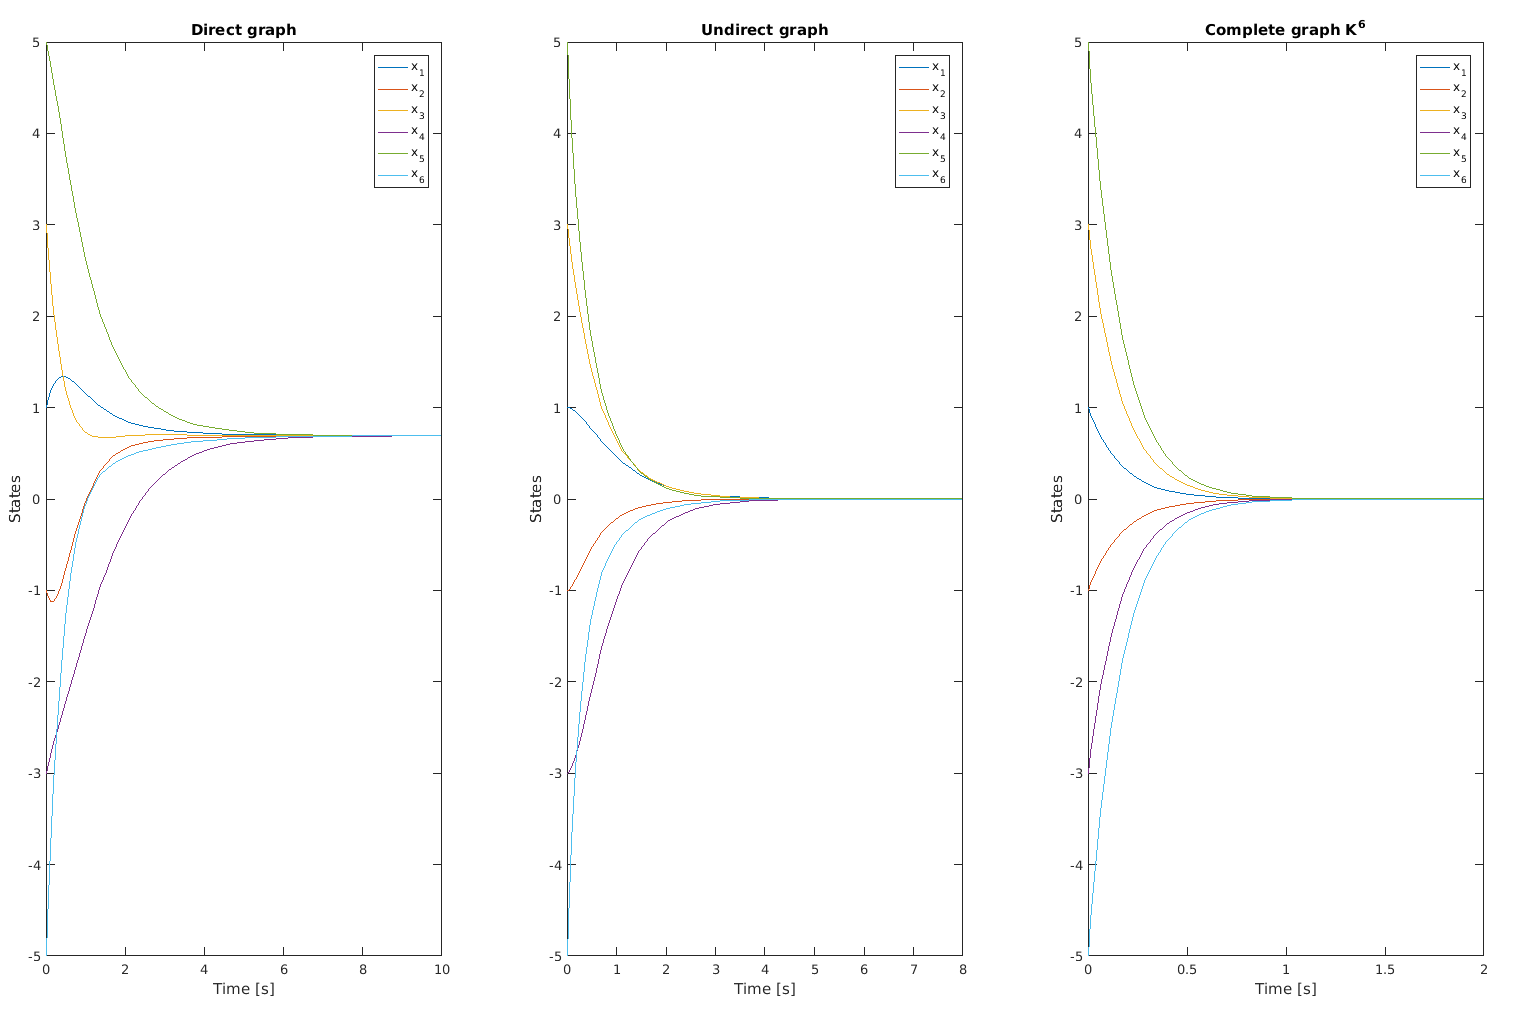 Direct graph
5
4
3
2
1
0
-1
-2
-3
-4
-5
States
x1
x2
x3
x4
x5
x6
0 2 4 6 8 10
Time [s]
Undirect graph
5
4
3
2
1
0
-1
-2
-3
-4
-5
States
x1
x2
x3
x4
x5
x6
0 1 2 3 4 5 6 7 8
Time [s]
Complete graph K6
5
4
3
2
1
0
-1
-2
-3
-4
-5
States
x1
x2
x3
x4
x5
x6
0 0.5 1 1.5 2
Time [s]